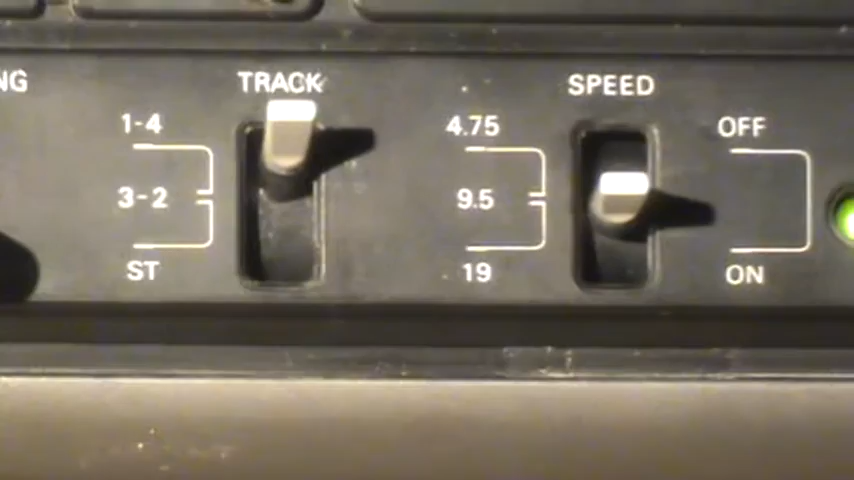 NG
TRACK
1-4
3-2
ST
SPEED
4.75
9.5
19
OFF
ON